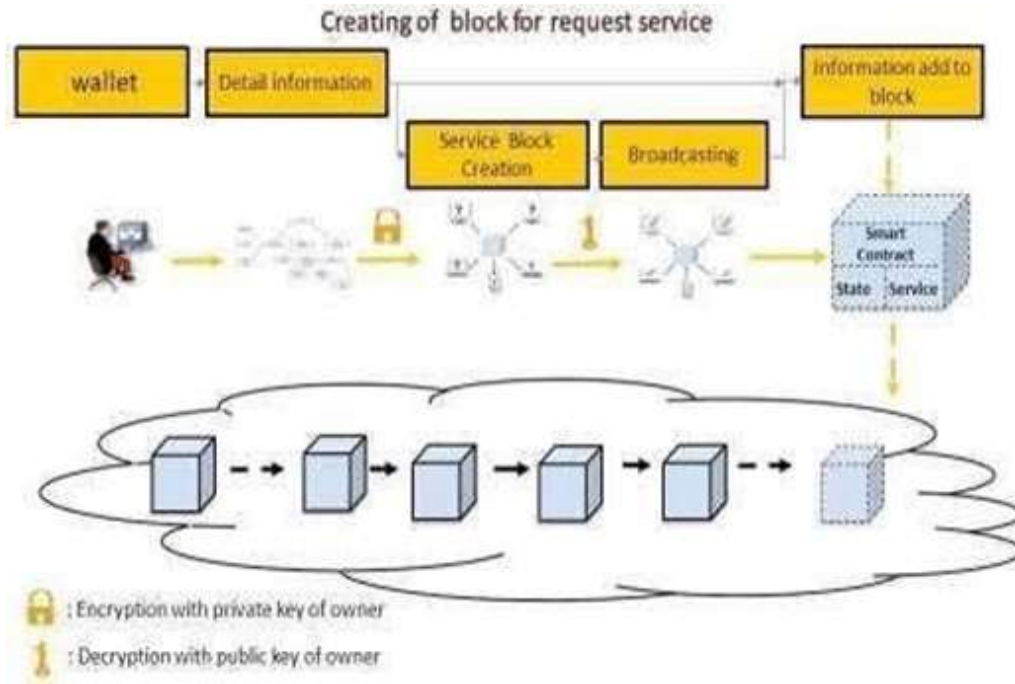 Creating of block for request service
wallet
Detail information
Information add to
block
Service Block
Creation
Broadcasting
Smart
Contract
State
Service
: Encryption with private key of owner
: Decryption with public key of owner